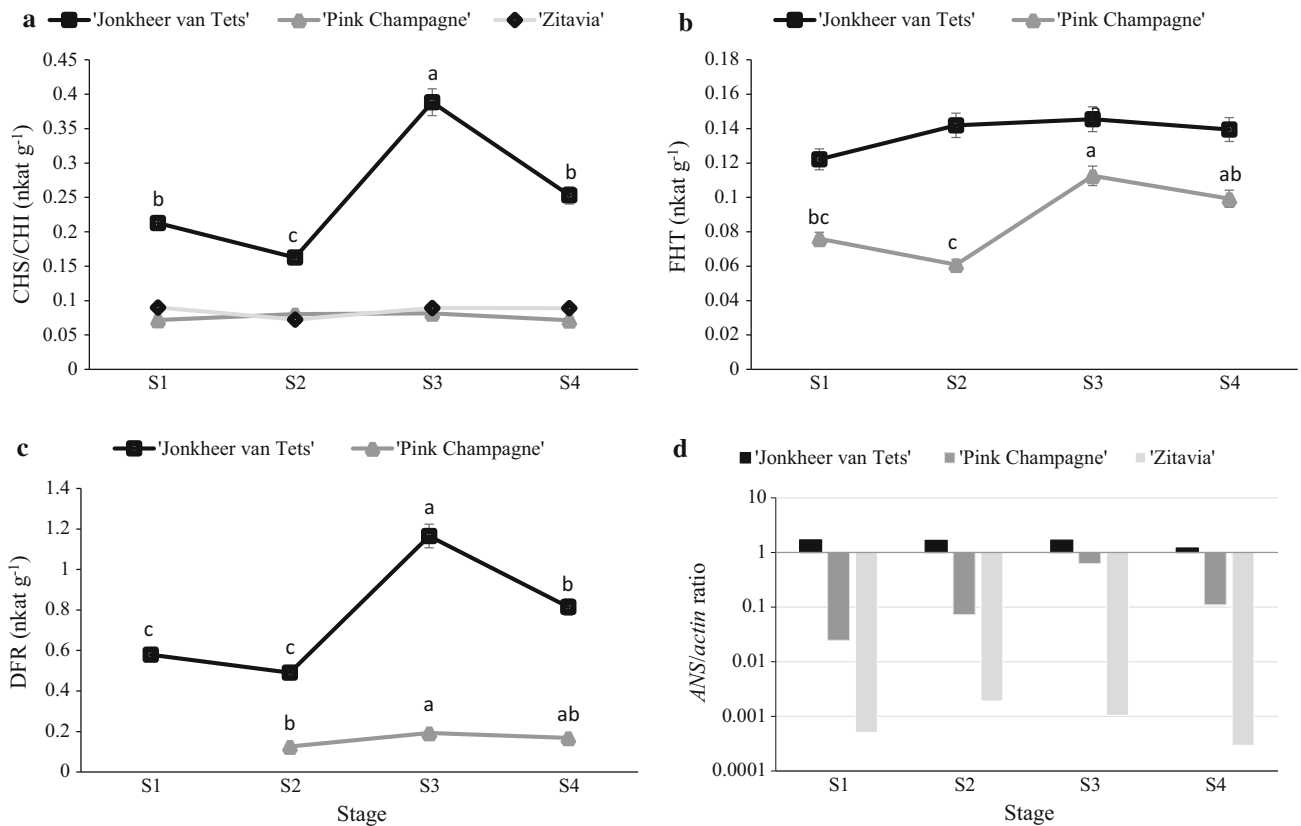 a 'Jonkheer van Tets' 'Pink Champagne' 'Zitavia'
CHS/CHI (nkat g-1)
0.45
0.4
0.35
0.3
0.25
0.2
0.15
0.1
0.05
0
b c a b
S1 S2 S3 S4
b 'Jonkheer van Tets' 'Pink Champagne'
FHT (nkat g-1)
0.18
0.16
0.14
0.12
0.1
0.08
0.06
0.04
0.02
0
a
bc c a ab
S1 S2 S3 S4
c 'Jonkheer van Tets' 'Pink Champagne'
DFR (nkat g-1)
1.4
1.2
1
0.8
0.6
0.4
0.2
0
c c a b
b a ab
S1 S2 S3 S4
Stage
d 'Jonkheer van Tets' 'Pink Champagne' 'Zitavia'
ANS/actin ratio
10
1
0.1
0.01
0.001
0.0001
S1 S2 S3 S4
Stage